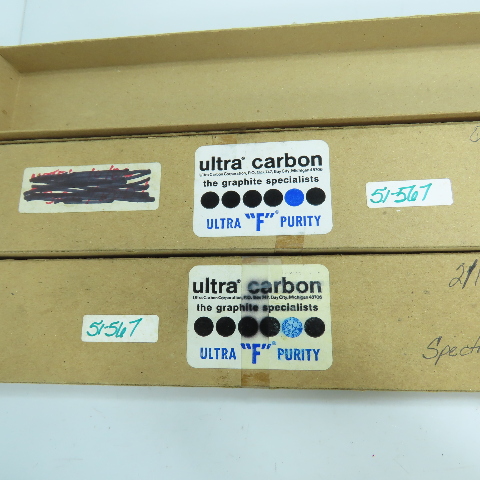 ultra® carbon
Ultra Carbon Corporation, P.O. Box 747, Bay City, Michigan 48706
the graphite specialists
ULTRA "F"® PURITY
51-567
ultra® carbon
Ultra Carbon Corporation, P.O. Box 747, Bay City, Michigan 48706
the graphite specialists
ULTRA "F"® PURITY
51-567